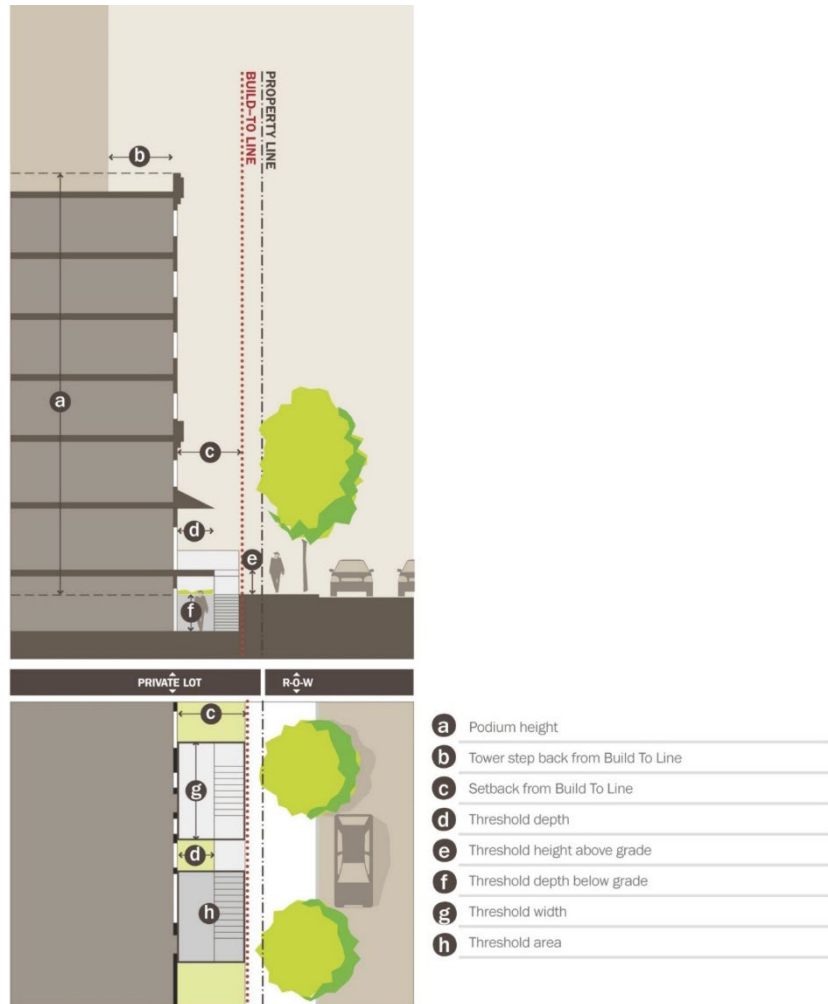 PROPERTY LINE
BUILD-TO LINE
b
a
c
d
e
f
PRIVATE LOT
R-O-W
c
g
d
h
a Podium height
b Tower step back from Build To Line
c Setback from Build To Line
d Threshold depth
e Threshold height above grade
f Threshold depth below grade
g Threshold width
h Threshold area